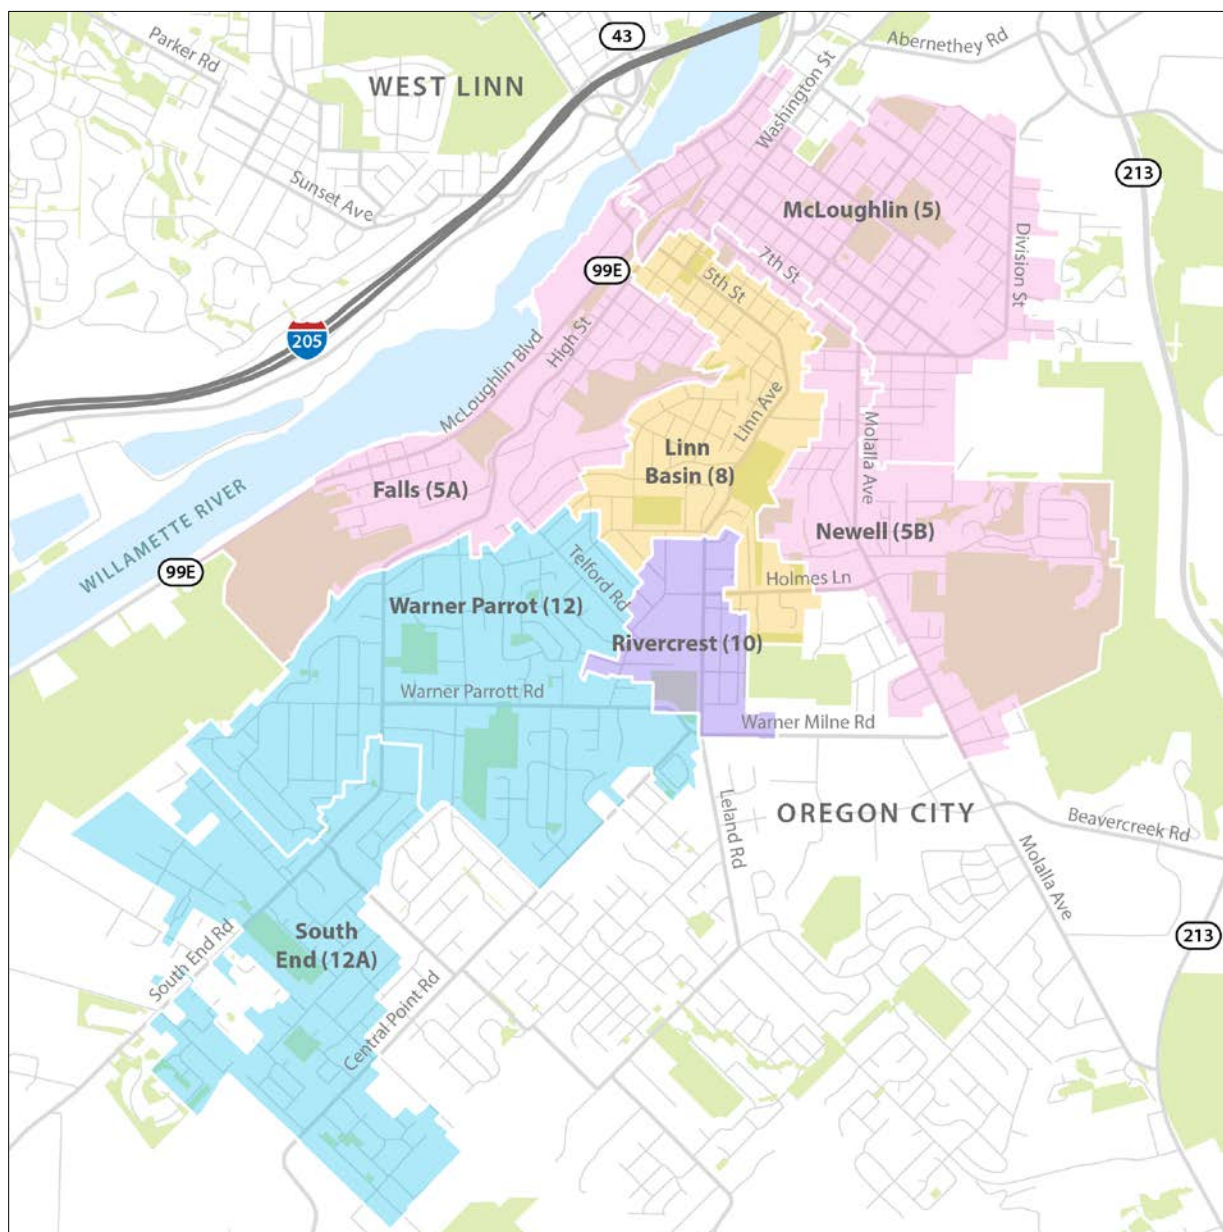 43
Parker Rd
Abernethey Rd
WEST LINN
Washington St
213
Sunset Ave
McLoughlin (5)
Division St
7th St
99E
5th St
205
High St
McLoughlin Blvd
Linn Ave
Molalla Ave
Linn
Basin (8)
Falls (5A)
WILLAMETTE RIVER
Newell (5B)
99E
Telford Rd
Holmes Ln
Warner Parrot (12)
Rivercrest (10)
Warner Parrott Rd
Warner Milne Rd
OREGON CITY
Leland Rd
Beavercreek Rd
Molalla Ave
South
End (12A)
South End Rd
213
Central Point Rd